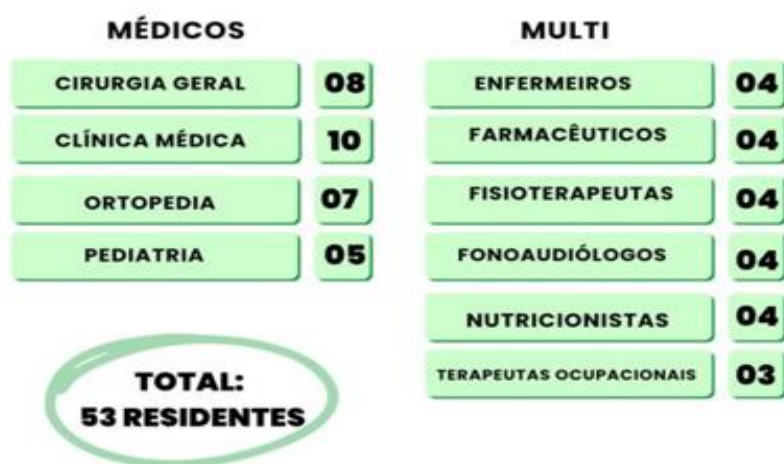 MÉDICOS
CIRURGIA GERAL 08
CLÍNICA MÉDICA 10
ORTOPEDIA 07
PEDIATRIA 05
TOTAL:
53 RESIDENTES
MULTI
ENFERMEIROS 04
FARMACÊUTICOS 04
FISIOTERAPEUTAS 04
FONOAUDIÓLOGOS 04
NUTRICIONISTAS 04
TERAPEUTAS OCUPACIONAIS 03